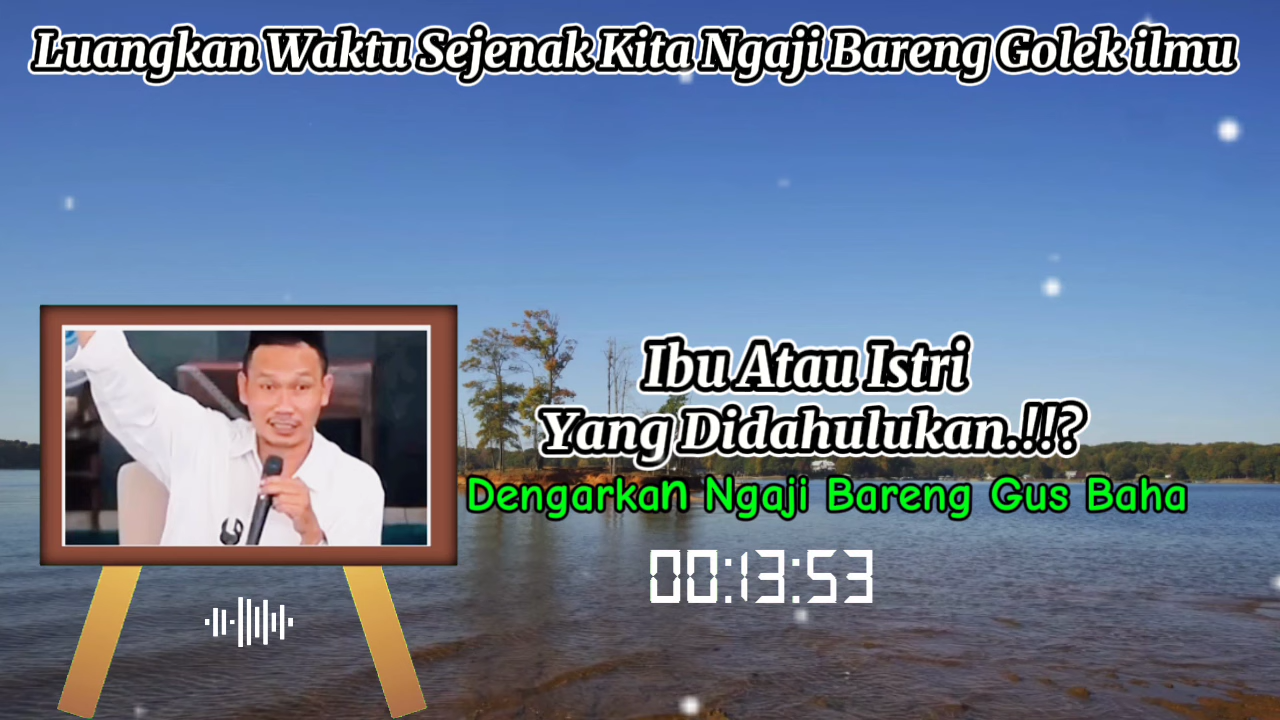 Luangkan Waktu Sejenak Kita Ngaji Bareng Golek ilmu
Ibu Atau Istri
Yang Didahulukan.!!!?
Dengarkan Ngaji Bareng Gus Baha
00:13:53